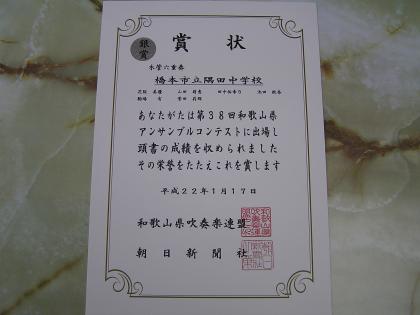 銀賞
賞状
木管六重奏
橋本市立隅田中学校
あなたがたは第38回和歌山県
アンサンブルコンテストに出場し
頭書の成績を収められました
その栄誉をたたえこれを賞します
平成22年1月17日
和歌山県吹奏楽連盟
朝日新聞社